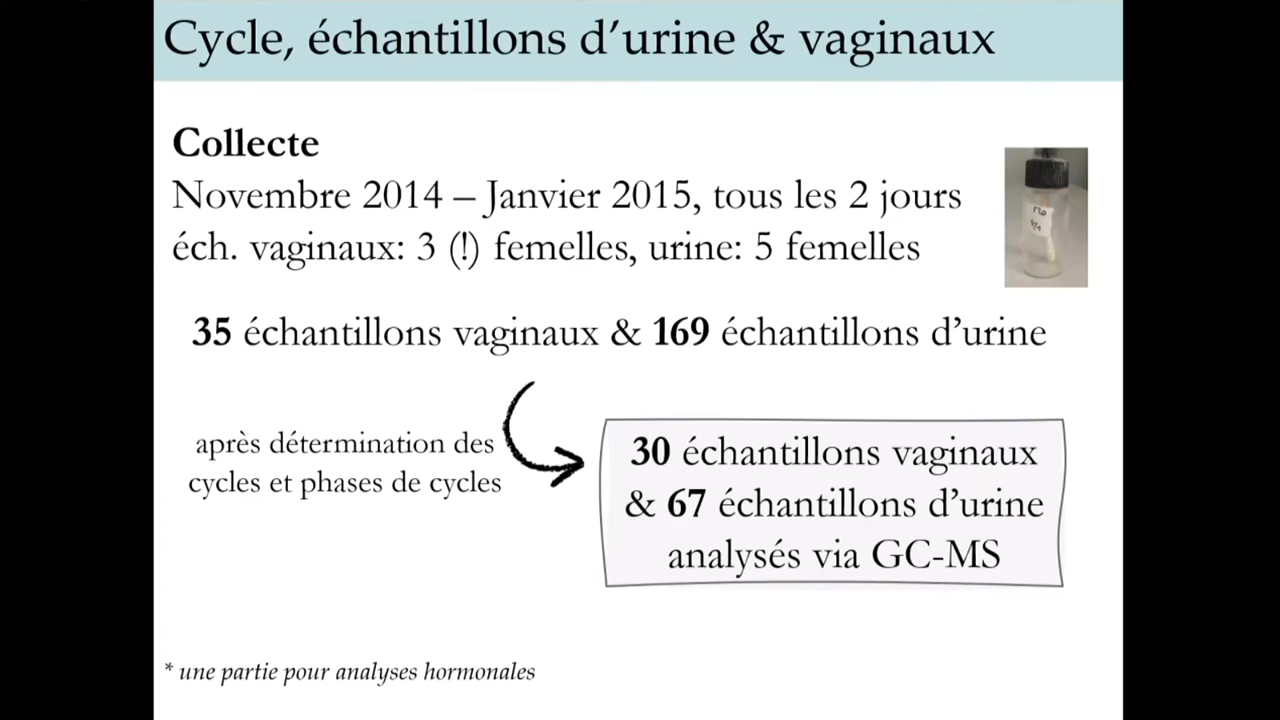 Cycle, échantillons d’urine & vaginaux
Collecte
Novembre 2014 – Janvier 2015, tous les 2 jours
éch. vaginaux: 3 (!) femelles, urine: 5 femelles
35 échantillons vaginaux & 169 échantillons d’urine
après détermination des
cycles et phases de cycles
30 échantillons vaginaux
& 67 échantillons d’urine
analysés via GC-MS
* une partie pour analyses hormonales